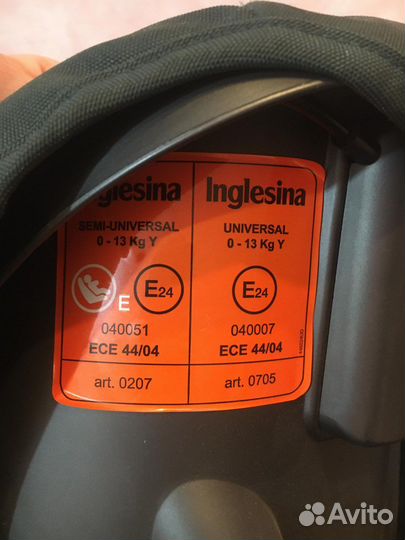 Inglesina
SEMI-UNIVERSAL
0 - 13 Kg Y
E
E24
040051
ECE 44/04
art. 0207
Inglesina
UNIVERSAL
0 - 13 Kg Y
E24
040007
ECE 44/04
art. 0705
Avito